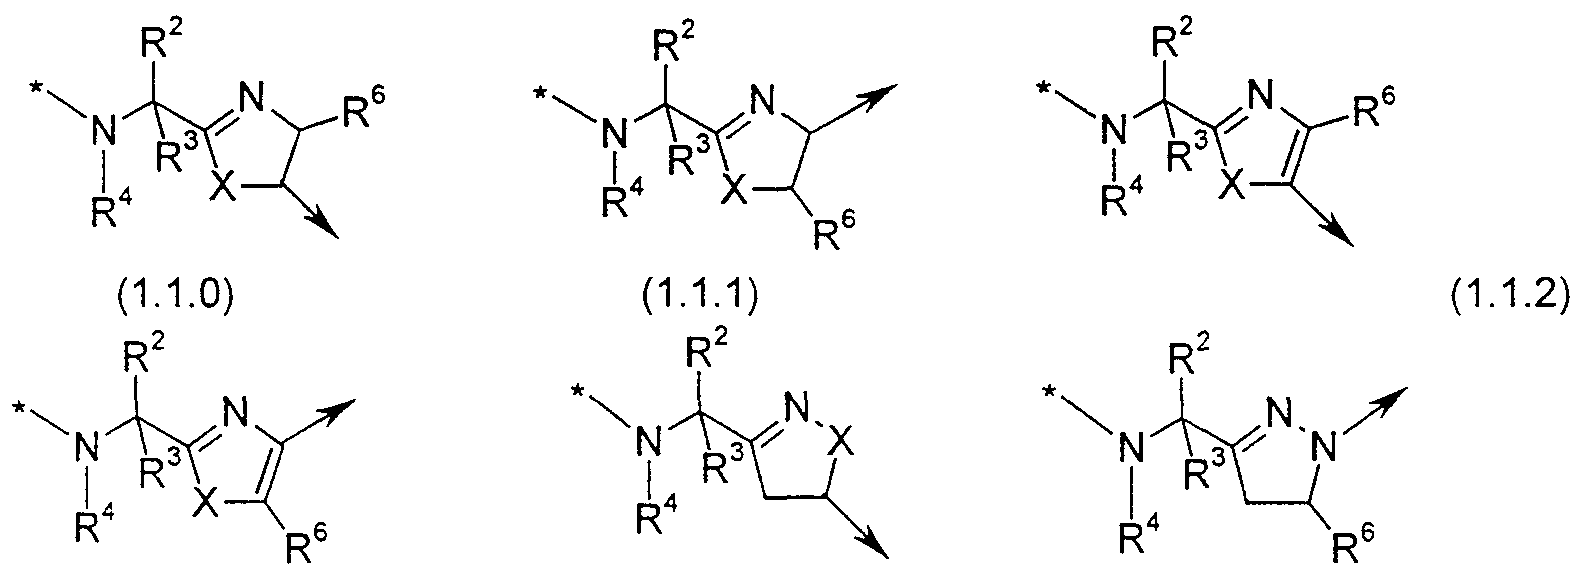 R² R² R²
* N N R⁶ * N N * N N R⁶
R³ R³ R³
R⁴ X R⁴ X R⁶ R⁴ X
(1.1.0) (1.1.1) (1.1.2)
R² R² R²
* N N * N N X * N N N
R³ R³ R³
R⁴ X R⁶ R⁴ R⁴ R⁶